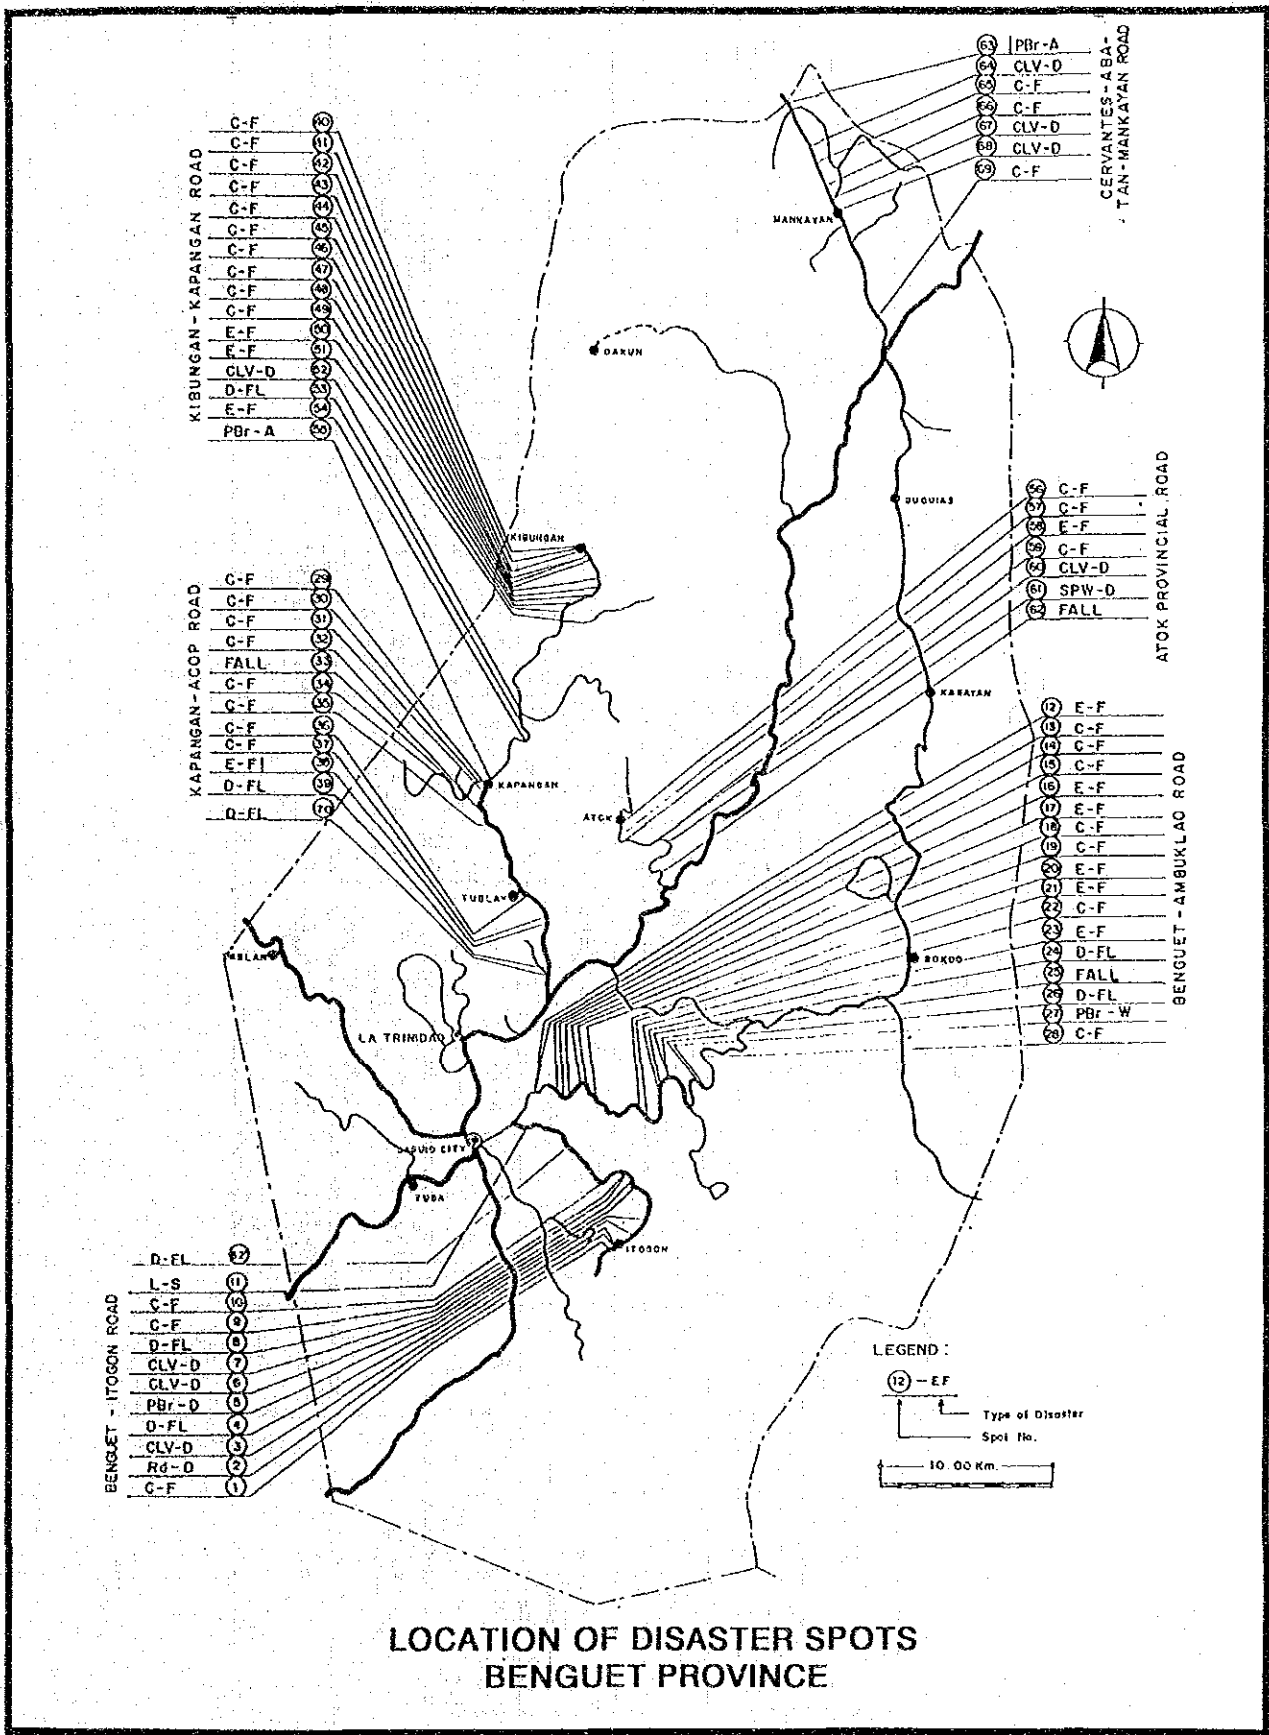 63 PBr-A
64 CLV-D
65 C-F
66 C-F
67 CLV-D
68 CLV-D
69 C-F
CERVANTES-ABA-
TAN-MANKAYAN ROAD
KIBUNGAN-KAPANGAN ROAD
C-F 40
C-F 41
C-F 42
C-F 43
C-F 44
C-F 45
C-F 46
C-F 47
C-F 48
C-F 49
E-F 50
E-F 51
CLV-D 52
D-FL 53
E-F 54
PBr-A 55
MANKAYAN
BAKUN
BUGUIAS
KIBUNGAN
56 C-F
57 C-F
58 E-F
59 C-F
60 CLV-D
61 SPW-D
62 FALL
ATOK PROVINCIAL ROAD
KAPANGAN-ACOP ROAD
C-F 29
C-F 30
C-F 31
C-F 32
FALL 33
C-F 34
C-F 35
C-F 36
C-F 37
E-F 38
D-FL 39
D-FL 70
KABAYAN
KAPANGAN
ATOK
TUBLAY
BOKOD
LA TRINIDAD
BAGUIO CITY
TUBA
ITOGON
12 E-F
13 C-F
14 C-F
15 C-F
16 E-F
17 E-F
18 C-F
19 C-F
20 E-F
21 E-F
22 C-F
23 E-F
24 D-FL
25 FALL
26 D-FL
27 PBr-W
28 C-F
BENGUET-AMBUKLAO ROAD
BENGUET-ITOGON ROAD
D-FL
L-S 11
C-F 10
C-F 9
D-FL 8
CLV-D 7
CLV-D 6
PBr-D 5
D-FL 4
CLV-D 3
Rd-D 2
C-F 1
LEGEND :
12 - EF
Type of Disaster
Spot No.
10.00 Km.
LOCATION OF DISASTER SPOTS
BENGUET PROVINCE